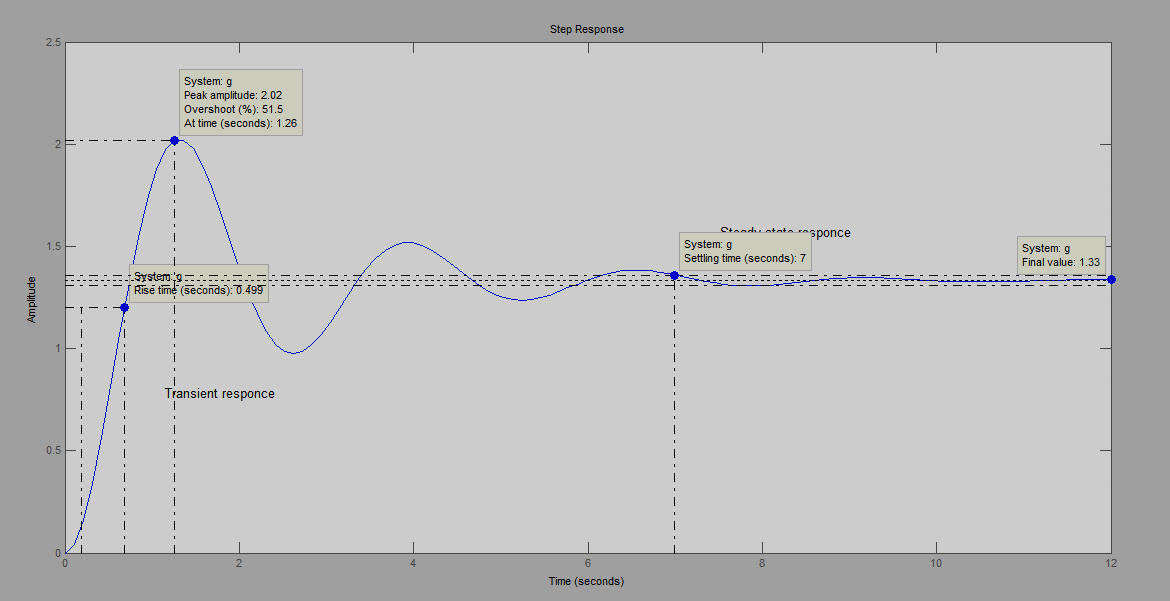 Step Response
2.5
System: g
Peak amplitude: 2.02
Overshoot (%): 51.5
At time (seconds): 1.26
2
Steady state responce
System: g
Settling time (seconds): 7
System: g
Final value: 1.33
1.5
System: g
Rise time (seconds): 0.499
Amplitude
1
Transient responce
0.5
0
0 2 4 6 8 10 12
Time (seconds)